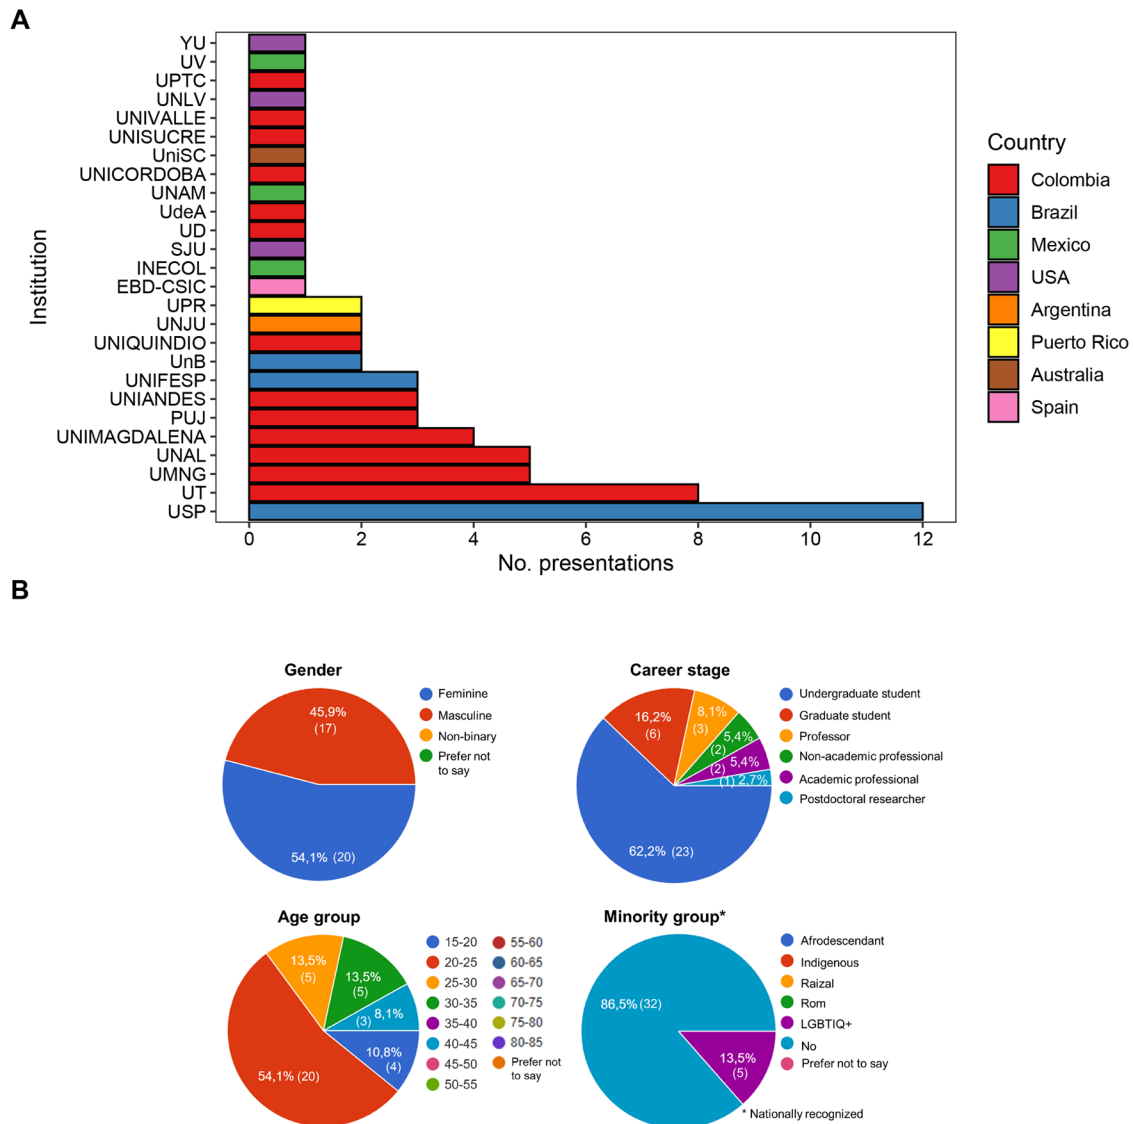 A
YU
UV
UPTC
UNLV
UNIVALLE
UNISUCRE
UniSC
UNICORDOBA
UNAM
UdeA
UD
SJU
INECOL
EBD-CSIC
UPR
UNJU
UNIQUINDIO
UnB
UNIFESP
UNIANDES
PUJ
UNIMAGDALENA
UNAL
UMNG
UT
USP
Institution
0 2 4 6 8 10 12
No. presentations
Country
Colombia
Brazil
Mexico
USA
Argentina
Puerto Rico
Australia
Spain
B
Gender
45,9%
(17)
54,1% (20)
Feminine
Masculine
Non-binary
Prefer not
to say
Career stage
16,2%
(6)
8,1%
(3)
5,4%
(2)
5,4%
(2)
(1) 2,7%
62,2% (23)
Undergraduate student
Graduate student
Professor
Non-academic professional
Academic professional
Postdoctoral researcher
Age group
13,5%
(5)
13,5%
(5)
8,1%
(3)
10,8%
(4)
54,1% (20)
15-20
20-25
25-30
30-35
35-40
40-45
45-50
50-55
55-60
60-65
65-70
70-75
75-80
80-85
Prefer not
to say
Minority group*
86,5% (32)
13,5%
(5)
Afrodescendant
Indigenous
Raizal
Rom
LGBTIQ+
No
Prefer not to say
* Nationally recognized